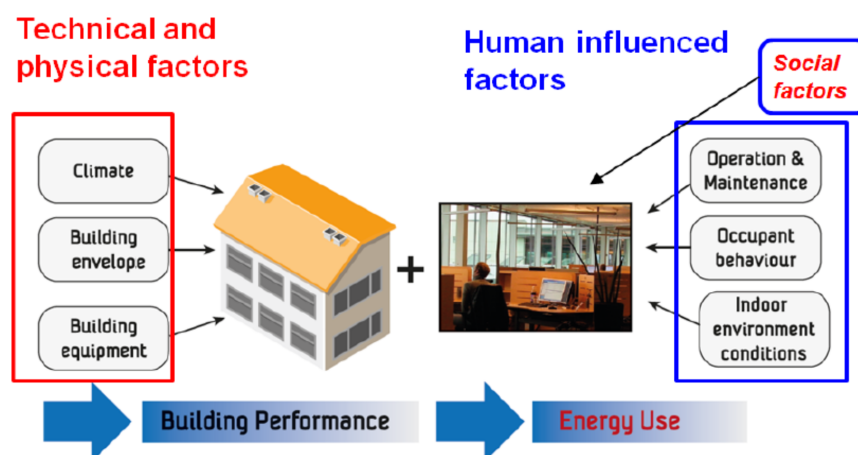 Technical and
physical factors
Human influenced
factors
Social
factors
Climate
Building
envelope
Building
equipment
+
Operation &
Maintenance
Occupant
behaviour
Indoor
environment
conditions
Building Performance
Energy Use